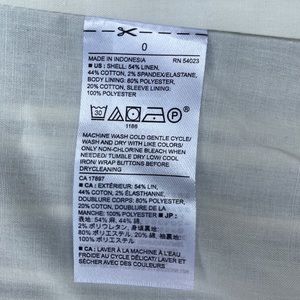 0
MADE IN INDONESIA RN 54023
■ US : SHELL: 54% LINEN,
44% COTTON, 2% SPANDEX/ELASTANE,
BODY LINING: 80% POLYESTER,
20% COTTON, SLEEVE LINING:
100% POLYESTER
30
P
1166
MACHINE WASH COLD GENTLE CYCLE/
WASH AND DRY WITH LIKE COLORS/
ONLY NON-CHLORINE BLEACH WHEN
NEEDED/ TUMBLE DRY LOW/ COOL
IRON/ WRAP BUTTONS BEFORE
DRYCLEANING
CA 17897
■ CA : EXTÉRIEUR: 54% LIN,
44% COTON, 2% ÉLASTHANNE,
DOUBLURE CORPS: 80% POLYESTER,
20% COTON, DOUBLURE DE LA
MANCHE: 100% POLYESTER ■ JP :
表地: 54% 麻, 44% 綿,
2% ポリウレタン, 身頃裏地:
80% ポリエステル, 20% 綿, 袖裏地:
100% ポリエステル
■ CA : LAVER À LA MACHINE À L'EAU
FROIDE AU CYCLE DÉLICAT/ LAVER ET
SÉCHER AVEC DES COULEURS